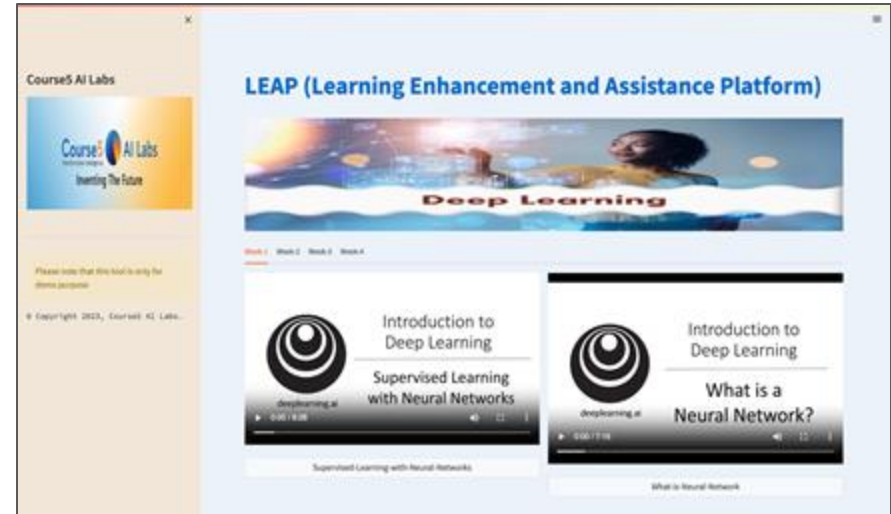 Course5 AI Labs
Course5 AI Labs
Inventing The Future
Please note that this tool is only for
demo purpose
© Copyright 2023, Course5 AI Labs.
LEAP (Learning Enhancement and Assistance Platform)
Deep Learning
Week 1 Week 2 Week 3 Week 4
Introduction to
Deep Learning
Supervised Learning
with Neural Networks
deeplearning.ai
Supervised Learning with Neural Networks
Introduction to
Deep Learning
What is a
Neural Network?
deeplearning.ai
What is Neural Network